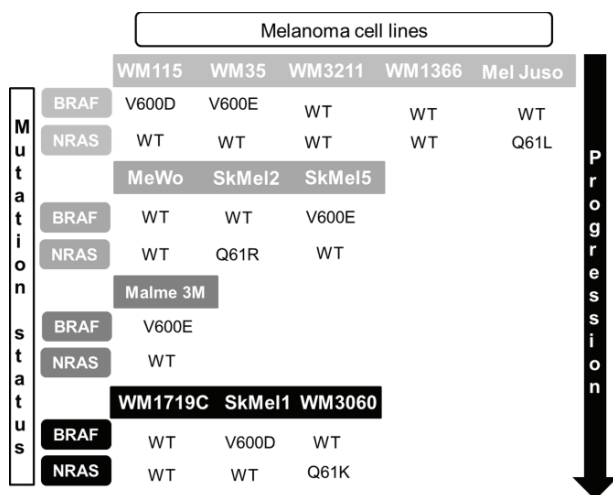 Melanoma cell lines
WM115 WM35 WM3211 WM1366 Mel Juso
BRAF V600D V600E WT WT WT
NRAS WT WT WT WT Q61L
MeWo SkMel2 SkMel5
BRAF WT WT V600E
NRAS WT Q61R WT
Malme 3M
BRAF V600E
NRAS WT
WM1719C SkMel1 WM3060
BRAF WT V600D WT
NRAS WT WT Q61K
Mutation status
Progression